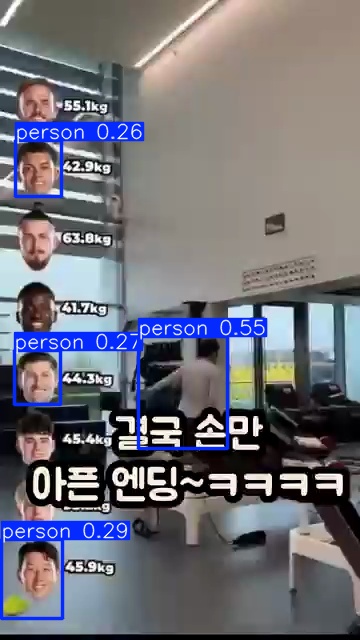 55.1kg
person 0.26
42.9kg
63.8kg
41.7kg
person 0.27
person 0.55
44.3kg
45.4kg
결국 손만
아픈 엔딩~ㅋㅋㅋㅋ
person 0.29
45.9kg